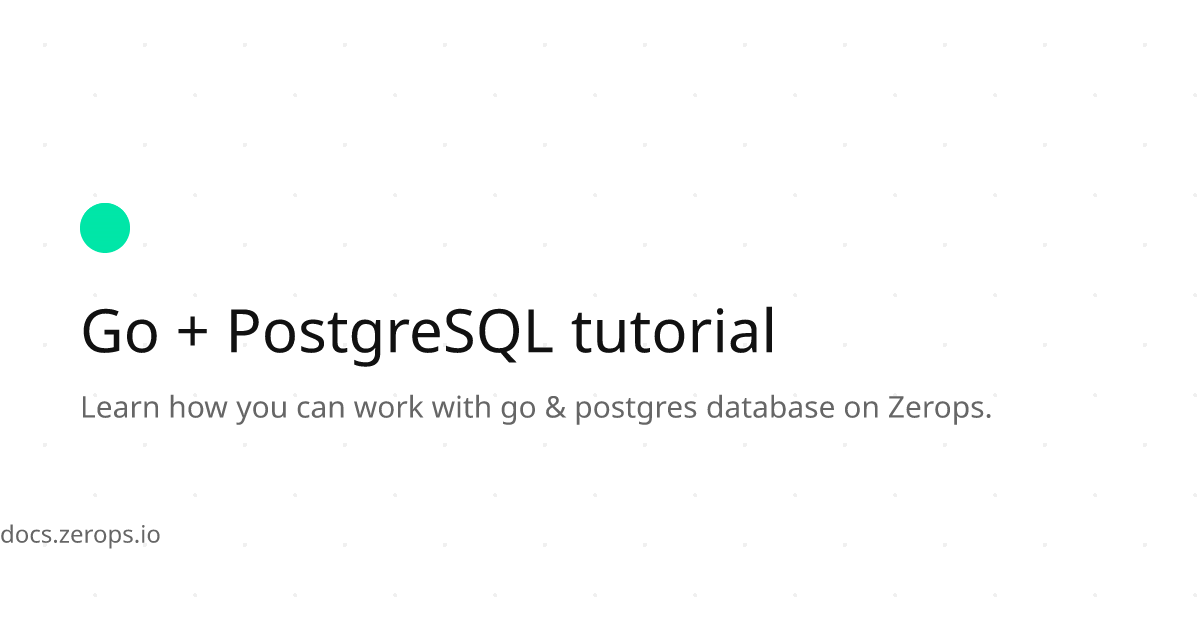 Go + PostgreSQL tutorial
Learn how you can work with go & postgres database on Zerops.
docs.zerops.io